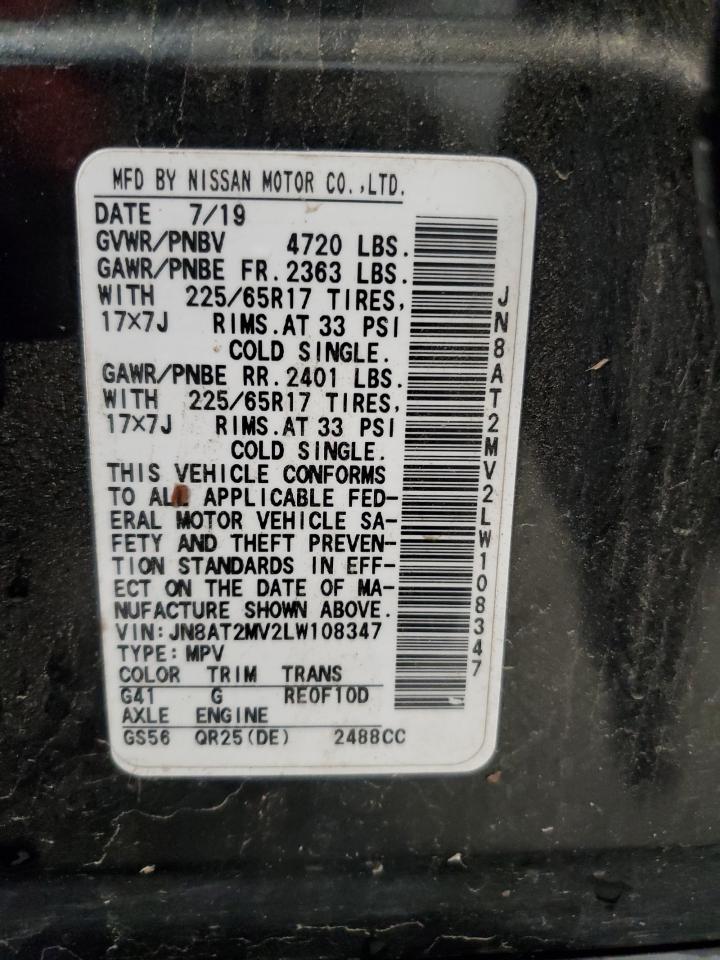 MFD BY NISSAN MOTOR CO.,LTD.
DATE 7/19
GVWR/PNBV 4720 LBS.
GAWR/PNBE FR. 2363 LBS.
WITH 225/65R17 TIRES,
17×7J RIMS. AT 33 PSI
COLD SINGLE.
GAWR/PNBE RR. 2401 LBS.
WITH 225/65R17 TIRES,
17×7J RIMS. AT 33 PSI
COLD SINGLE.
THIS VEHICLE CONFORMS
TO ALL APPLICABLE FED-
ERAL MOTOR VEHICLE SA-
FETY AND THEFT PREVEN-
TION STANDARDS IN EFF-
ECT ON THE DATE OF MA-
NUFACTURE SHOWN ABOVE.
VIN: JN8AT2MV2LW108347
TYPE: MPV
COLOR TRIM TRANS
G41 G RE0F10D
AXLE ENGINE
GS56 QR25(DE) 2488CC
JN8AT2MV2LW108347